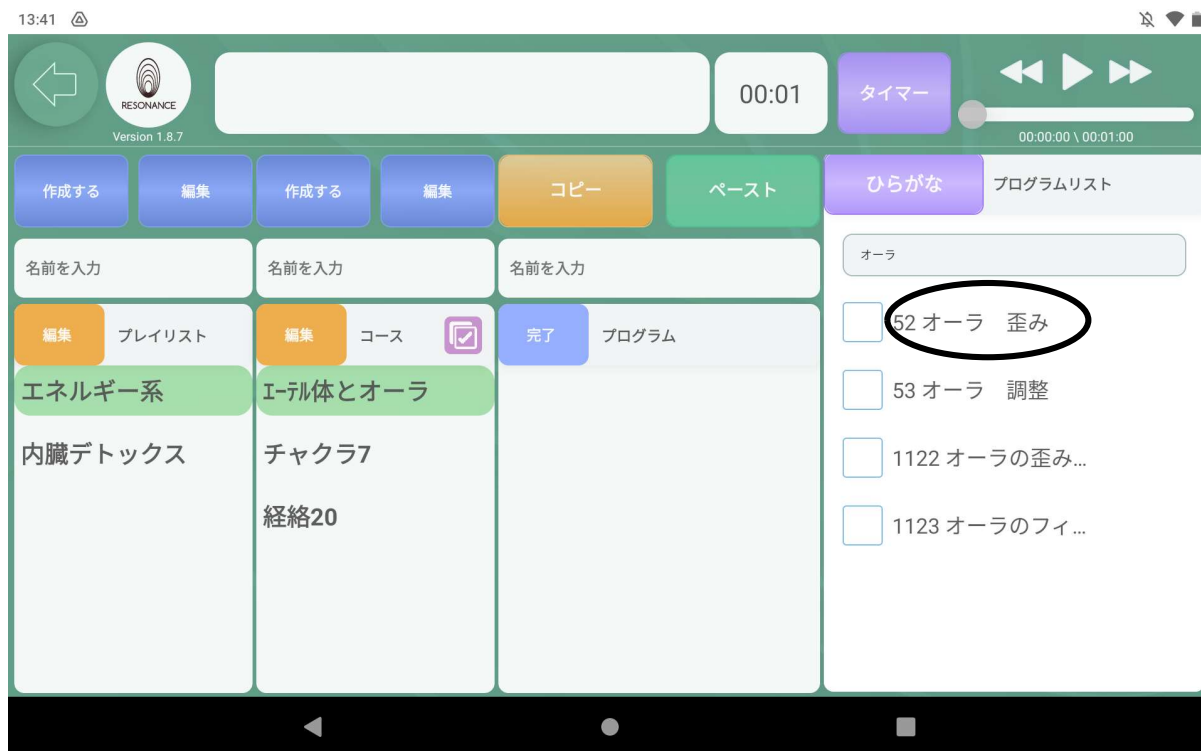 13:41
RESONANCE
Version 1.8.7
00:01
タイマー
00:00:00 \ 00:01:00
作成する
編集
作成する
編集
コピー
ペースト
ひらがな
プログラムリスト
名前を入力
名前を入力
名前を入力
オーラ
編集
プレイリスト
編集
コース
完了
プログラム
エネルギー系
内臓デトックス
ｴｰﾃﾙ体とオーラ
チャクラ7
経絡20
52 オーラ　歪み
53 オーラ　調整
1122 オーラの歪み...
1123 オーラのフィ...